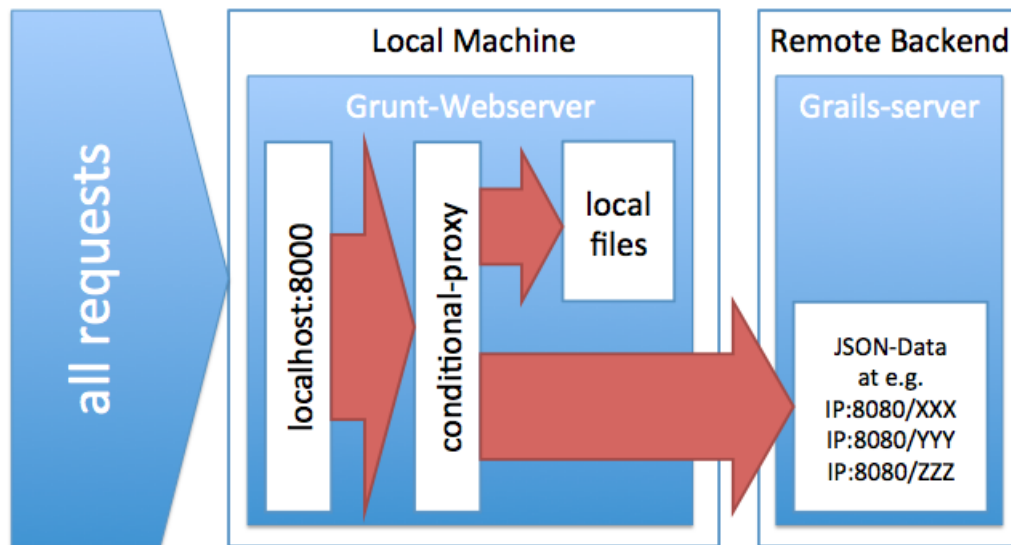 all requests
Local Machine
Grunt-Webserver
localhost:8000
conditional-proxy
local
files
Remote Backend
Grails-server
JSON-Data
at e.g.
IP:8080/XXX
IP:8080/YYY
IP:8080/ZZZ